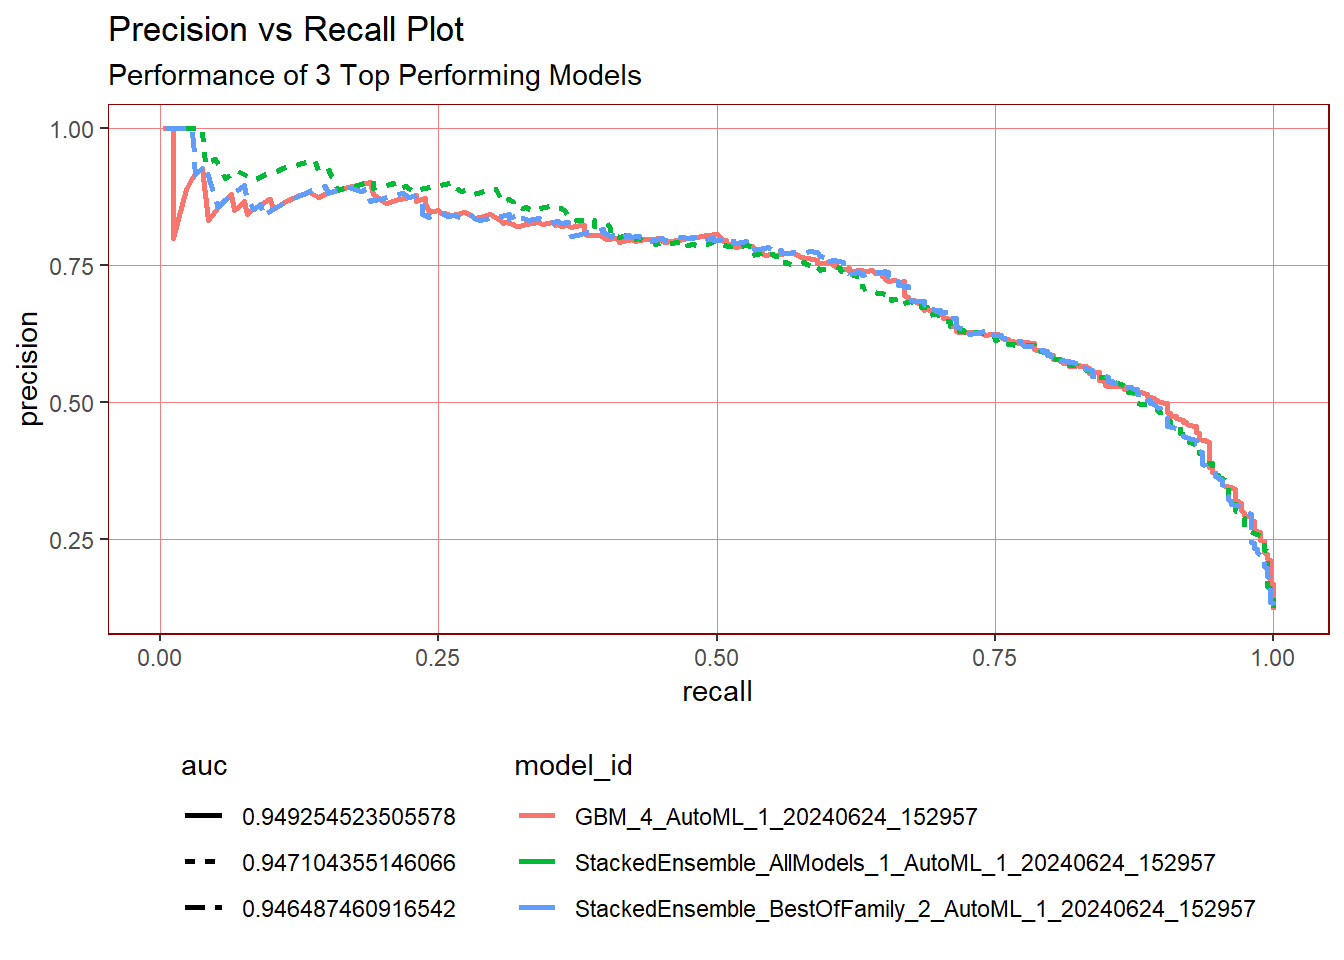 Precision vs Recall Plot
Performance of 3 Top Performing Models
precision
1.00
0.75
0.50
0.25
0.00 0.25 0.50 0.75 1.00
recall
auc
0.949254523505578
0.947104355146066
0.946487460916542
model_id
GBM_4_AutoML_1_20240624_152957
StackedEnsemble_AllModels_1_AutoML_1_20240624_152957
StackedEnsemble_BestOfFamily_2_AutoML_1_20240624_152957